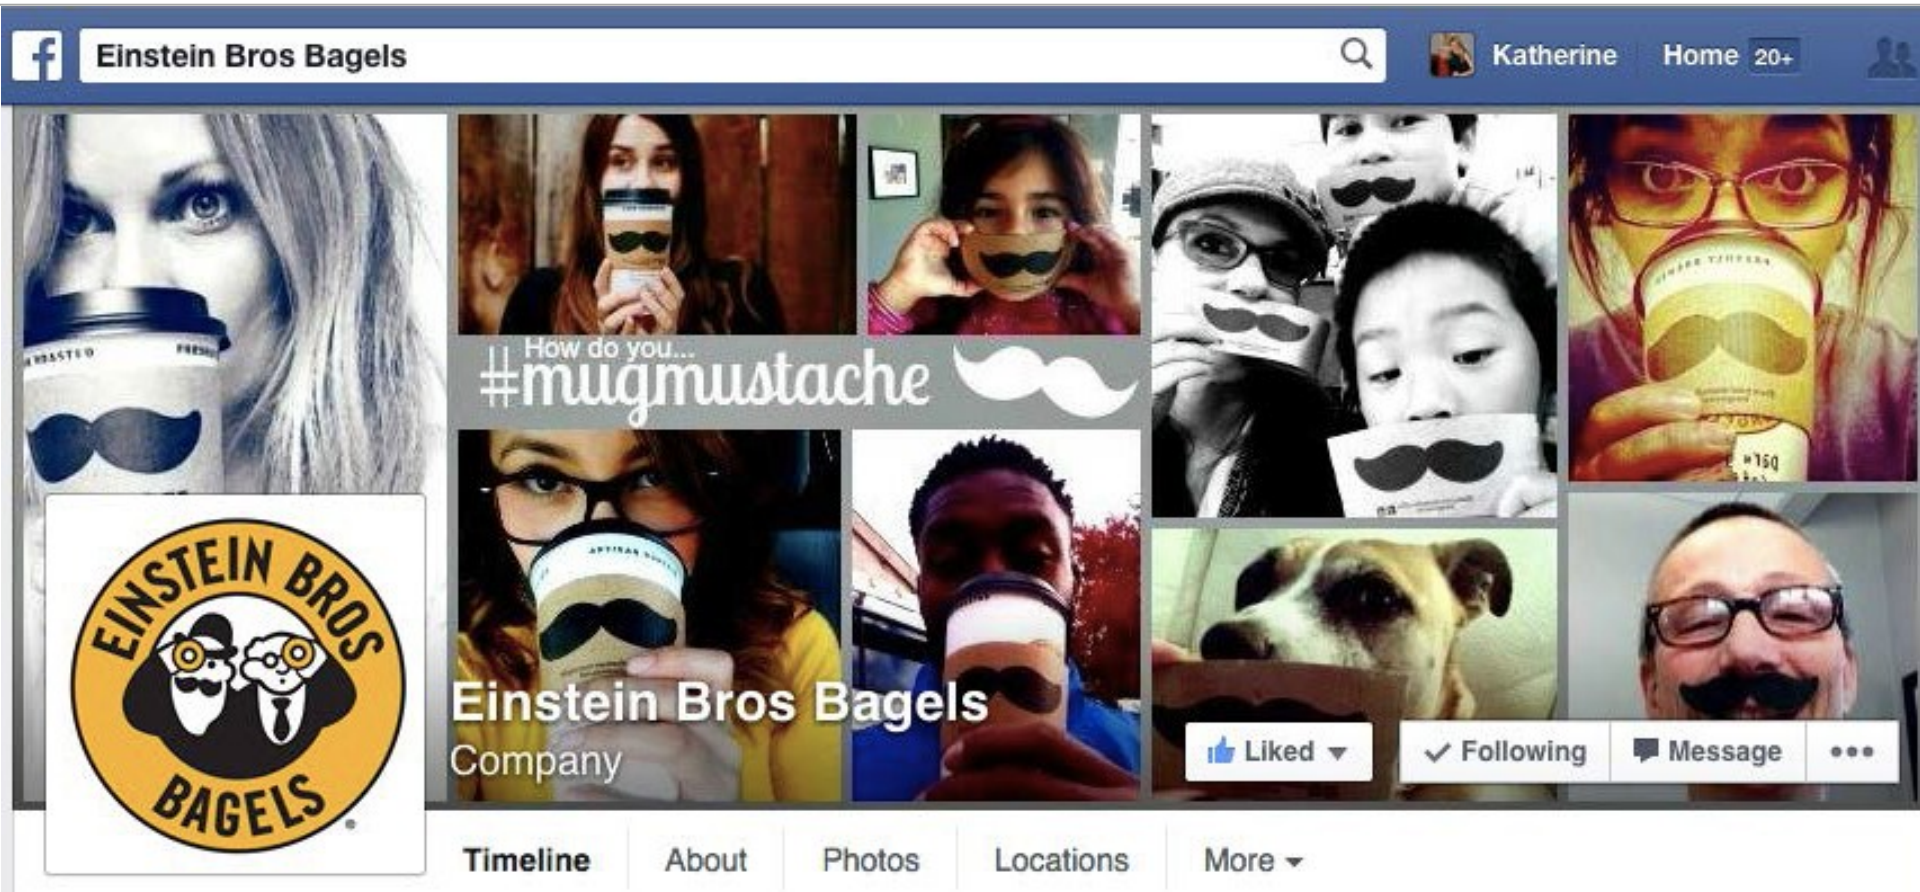 Einstein Bros Bagels
Katherine
Home 20+
How do you...
#mugmustache
EINSTEIN BROS
BAGELS
Einstein Bros Bagels
Company
Liked
Following
Message
Timeline
About
Photos
Locations
More